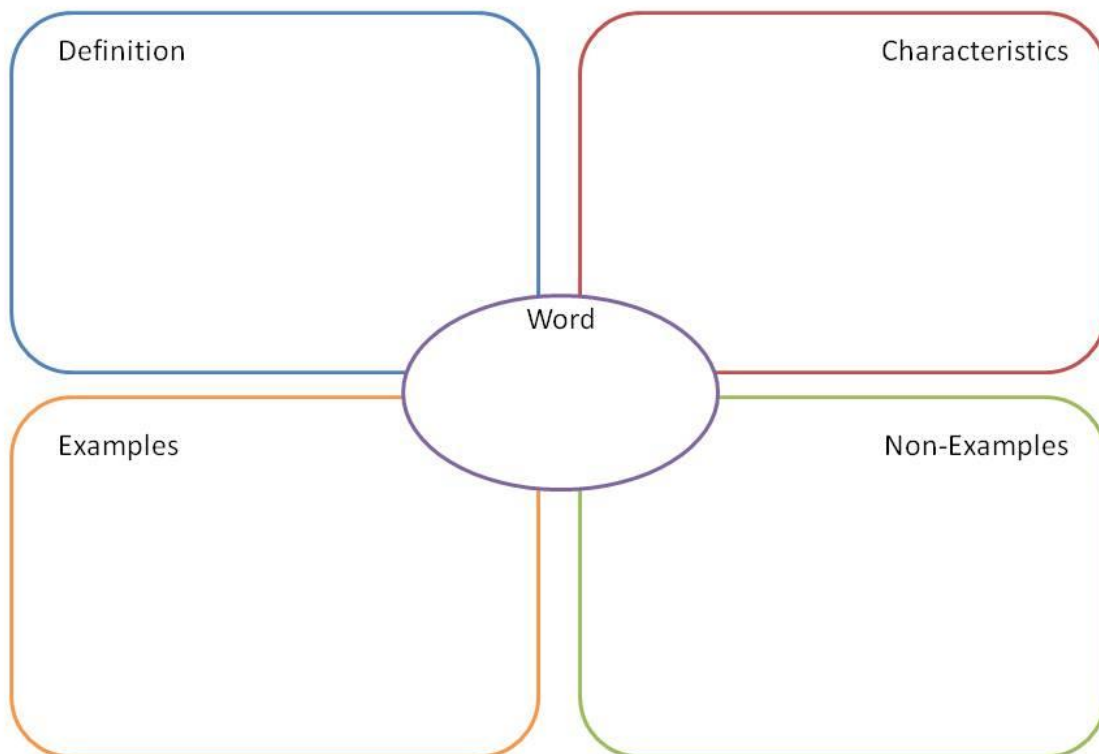 Definition
Characteristics
Word
Examples
Non-Examples